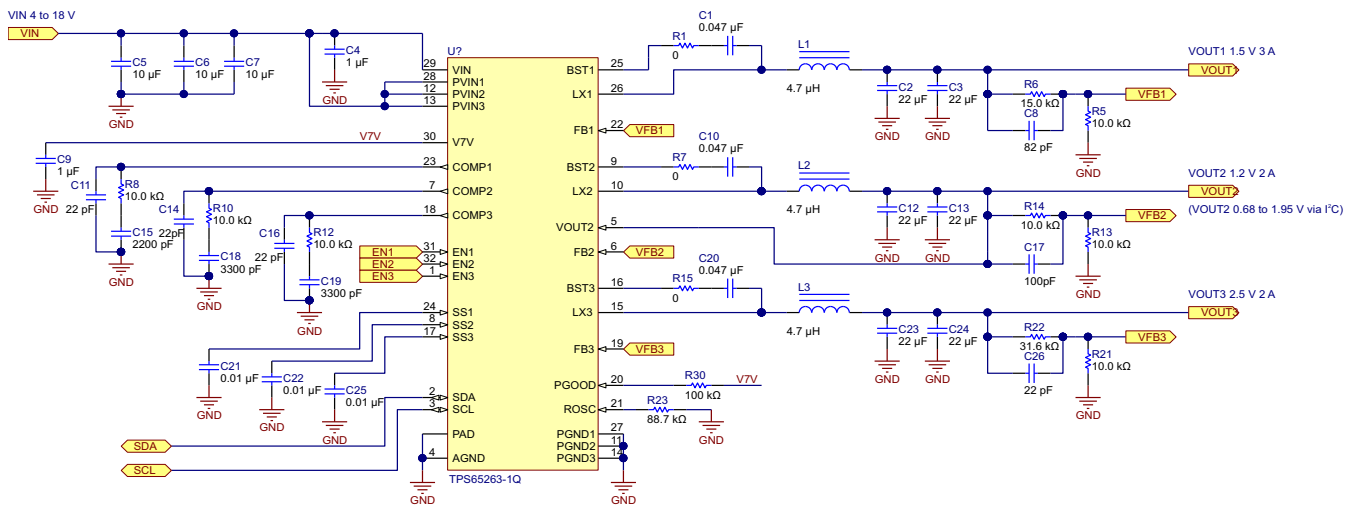 VIN 4 to 18 V
VIN
C5
10 µF
C6
10 µF
C7
10 µF
C4
1 µF
GND
GND
U?
29 VIN
28 PVIN1
12 PVIN2
13 PVIN3
V7V 30 V7V
23 COMP1
7 COMP2
18 COMP3
EN1 31 EN1
EN2 32 EN2
EN3 1 EN3
24 SS1
8 SS2
17 SS3
2 SDA
3 SCL
PAD
4 AGND
TPS65263-1Q
C9
1 µF
GND
C11
22 pF
R8
10.0 kΩ
C15
2200 pF
GND
C14
22pF
R10
10.0 kΩ
C18
3300 pF
GND
C16
22 pF
R12
10.0 kΩ
C19
3300 pF
GND
C21
0.01 µF
GND
C22
0.01 µF
GND
C25
0.01 µF
GND
SDA
SCL
GND
BST1 25
LX1 26
FB1 22 VFB1
BST2 9
LX2 10
VOUT2 5
FB2 6 VFB2
BST3 16
LX3 15
FB3 19 VFB3
PGOOD 20
ROSC 21
PGND1 27
PGND2 11
PGND3 14
GND
R1
0
C1
0.047 µF
L1
4.7 µH
C2
22 µF
GND
C3
22 µF
GND
R6
15.0 kΩ
C8
82 pF
R5
10.0 kΩ
GND
VOUT1 1.5 V 3 A
VOUT1
VFB1
R7
0
C10
0.047 µF
L2
4.7 µH
C12
22 µF
GND
C13
22 µF
GND
R14
10.0 kΩ
C17
100pF
R13
10.0 kΩ
GND
VOUT2 1.2 V 2 A
VOUT2
(VOUT2 0.68 to 1.95 V via I²C)
VFB2
R15
0
C20
0.047 µF
L3
4.7 µH
C23
22 µF
GND
C24
22 µF
GND
R22
31.6 kΩ
C26
22 pF
R21
10.0 kΩ
GND
VOUT3 2.5 V 2 A
VOUT3
VFB3
R30
100 kΩ
V7V
R23
88.7 kΩ
GND